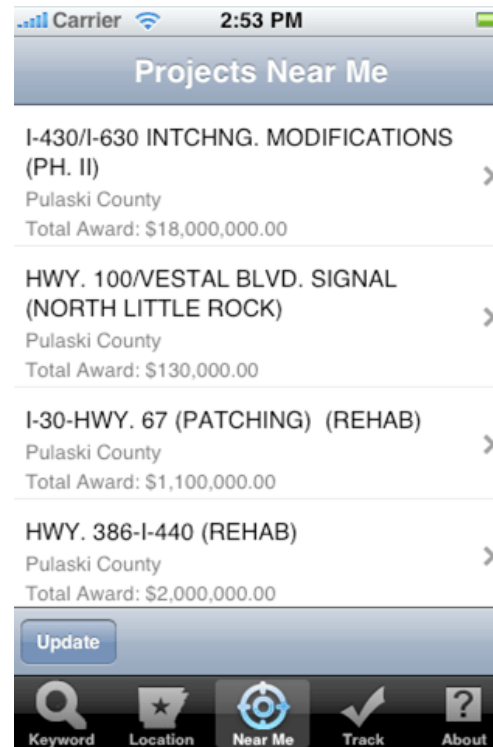 Carrier 2:53 PM
Projects Near Me
I-430/I-630 INTCHNG. MODIFICATIONS
(PH. II)
Pulaski County
Total Award: $18,000,000.00
HWY. 100/VESTAL BLVD. SIGNAL
(NORTH LITTLE ROCK)
Pulaski County
Total Award: $130,000.00
I-30-HWY. 67 (PATCHING)  (REHAB)
Pulaski County
Total Award: $1,100,000.00
HWY. 386-I-440 (REHAB)
Pulaski County
Total Award: $2,000,000.00
Update
Keyword Location Near Me Track About